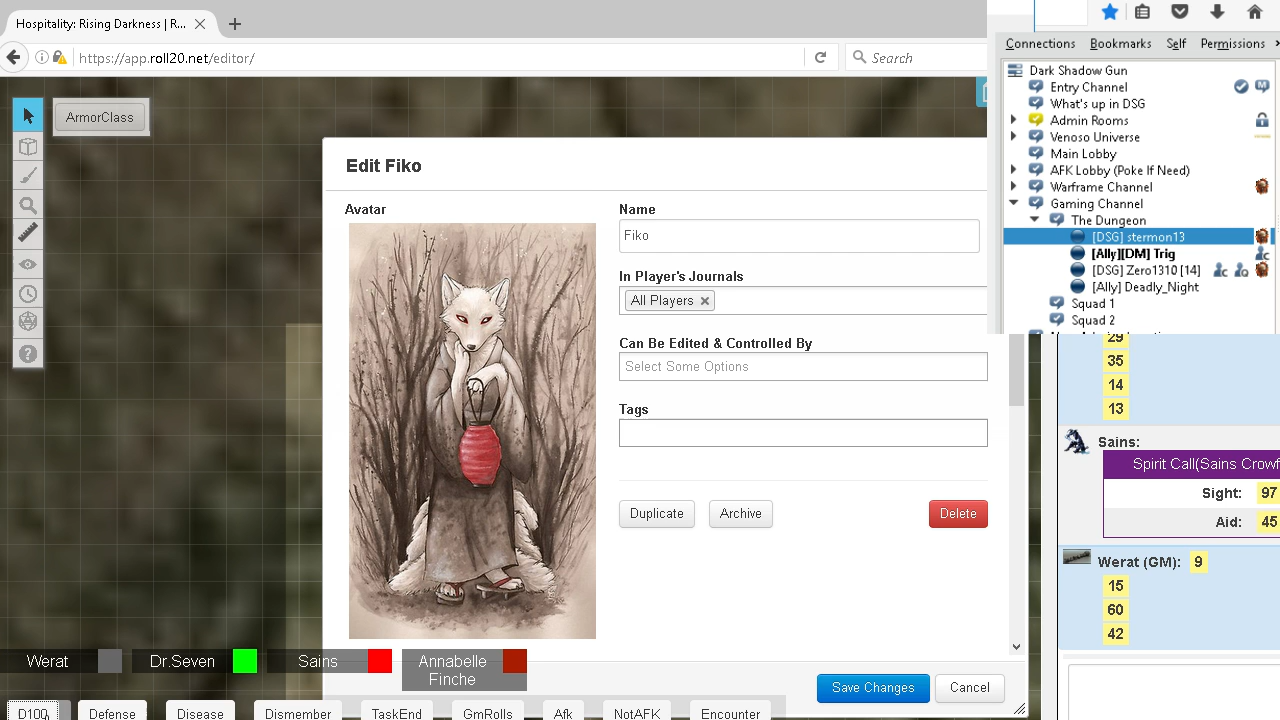 Hospitality: Rising Darkness | R...
https://app.roll20.net/editor/
Search
Connections Bookmarks Self Permissions
Dark Shadow Gun
Entry Channel
What's up in DSG
Admin Rooms
Venoso Universe
Main Lobby
AFK Lobby (Poke If Need)
Warframe Channel
Gaming Channel
The Dungeon
[DSG] stermon13
[Ally][DM] Trig
[DSG] Zero1310 [14]
[Ally] Deadly_Night
Squad 1
Squad 2
ArmorClass
Edit Fiko
Avatar
Name
Fiko
In Player's Journals
All Players
Can Be Edited & Controlled By
Select Some Options
Tags
Duplicate Archive Delete
Save Changes Cancel
29
35
14
13
Sains:
Spirit Call(Sains Crowf
Sight: 97
Aid: 45
Werat (GM): 9
15
60
42
Werat Dr.Seven Sains Annabelle
Finche
D100 Defense Disease Dismember TaskEnd GmRolls Afk NotAFK Encounter